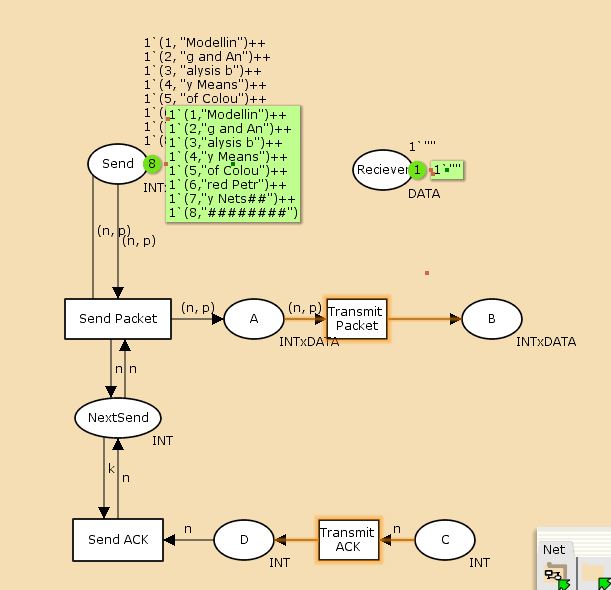 1`(1, "Modellin")++
1`(2, "g and An")++
1`(3, "alysis b")++
1`(4, "y Means")++
1`(5, "of Colou")++
1`(
1`(
1`(8
1`(1,"Modellin")++
1`(2,"g and An")++
1`(3,"alysis b")++
1`(4,"y Means")++
1`(5,"of Colou")++
1`(6,"red Petr")++
1`(7,"y Nets##")++
1`(8,"########")
Send
8
INTx
1`""
Reciever
1
1`""
DATA
(n, p)
(n, p)
Send Packet
(n, p)
A
INTxDATA
(n, p)
Transmit
Packet
B
INTxDATA
n
n
NextSend
INT
k
n
Send ACK
n
D
INT
Transmit
ACK
n
C
INT
Net